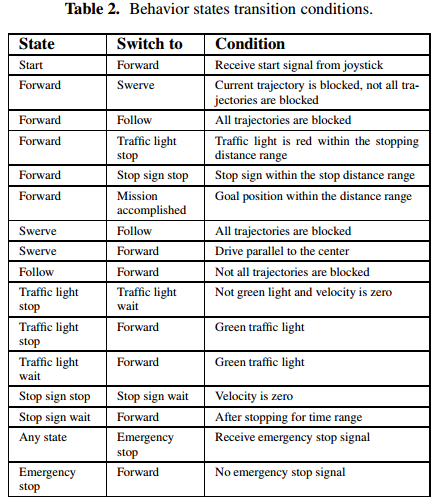 Table 2. Behavior states transition conditions.
State Switch to Condition
Start Forward Receive start signal from joystick
Forward Swerve Current trajectory is blocked, not all tra-
jectories are blocked
Forward Follow All trajectories are blocked
Forward Traffic light Traffic light is red within the stopping
stop distance range
Forward Stop sign stop Stop sign within the stop distance range
Forward Mission Goal position within the distance range
accomplished
Swerve Follow All trajectories are blocked
Swerve Forward Drive parallel to the center
Follow Forward Not all trajectories are blocked
Traffic light Traffic light Not green light and velocity is zero
stop wait
Traffic light Forward Green traffic light
stop
Traffic light Forward Green traffic light
wait
Stop sign stop Stop sign wait Velocity is zero
Stop sign wait Forward After stopping for time range
Any state Emergency Receive emergency stop signal
stop
Emergency Forward No emergency stop signal
stop